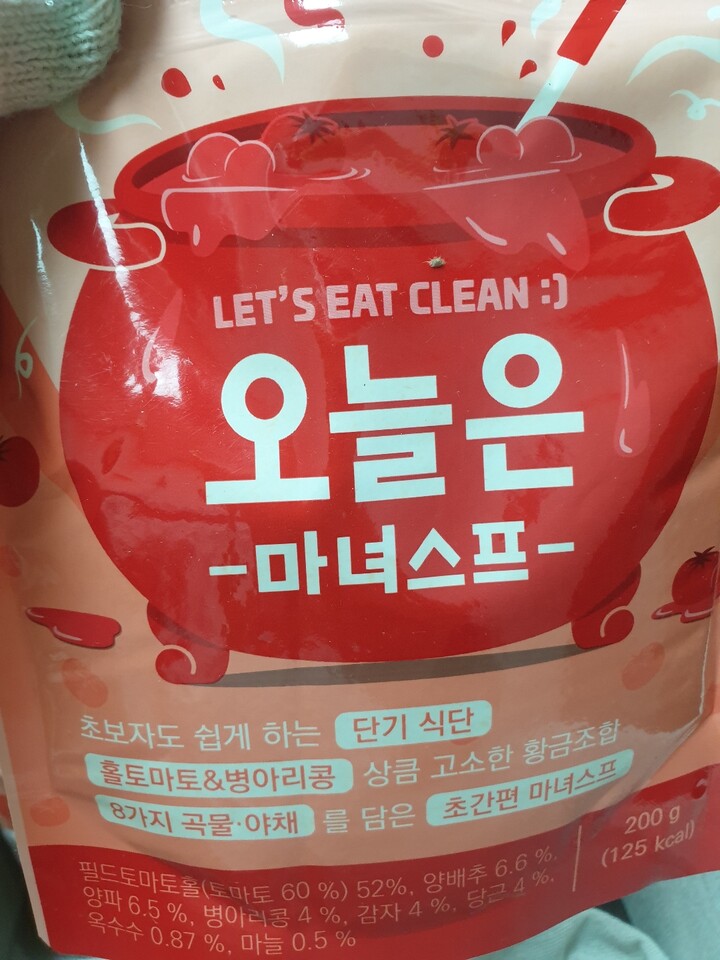 LET'S EAT CLEAN :)
오늘은
-마녀스프-
초보자도 쉽게 하는 단기 식단
홀토마토&병아리콩 상큼 고소한 황금조합
8가지 곡물·야채 를 담은 초간편 마녀스프
200 g
(125 kcal)
필드토마토홀(토마토 60 %) 52%, 양배추 6.6 %,
양파 6.5 %, 병아리콩 4 %, 감자 4 %, 당근 4 %,
옥수수 0.87 %, 마늘 0.5 %